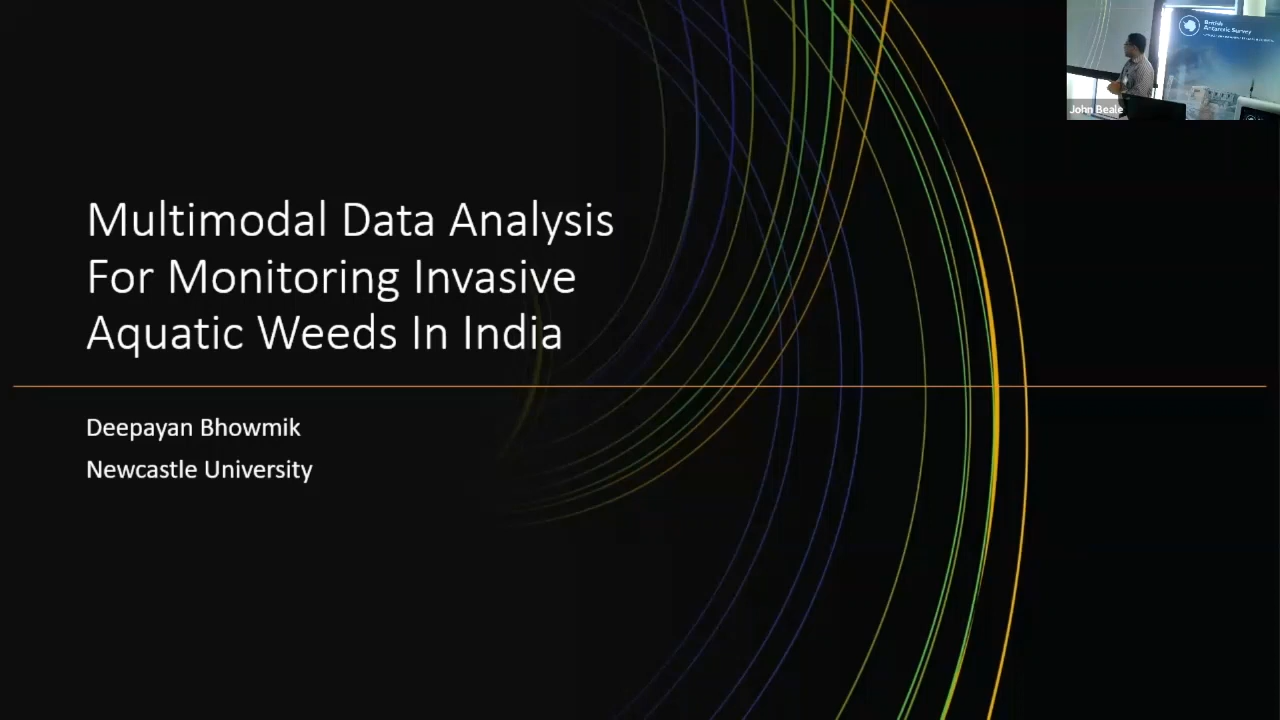 Multimodal Data Analysis
For Monitoring Invasive
Aquatic Weeds In India
Deepayan Bhowmik
Newcastle University
British
Antarctic Survey
John Beale